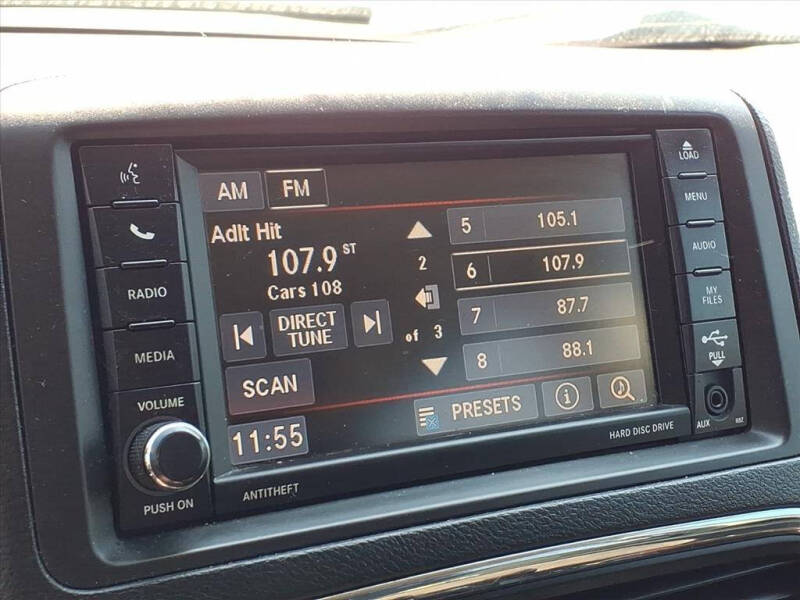 AM
FM
Adlt Hit
107.9 ST
Cars 108
DIRECT
TUNE
SCAN
11:55
2
of 3
5 105.1
6 107.9
7 87.7
8 88.1
PRESETS
i
RADIO
MEDIA
VOLUME
PUSH ON
ANTITHEFT
HARD DISC DRIVE
LOAD
MENU
AUDIO
MY
FILES
PULL
AUX
RBZ